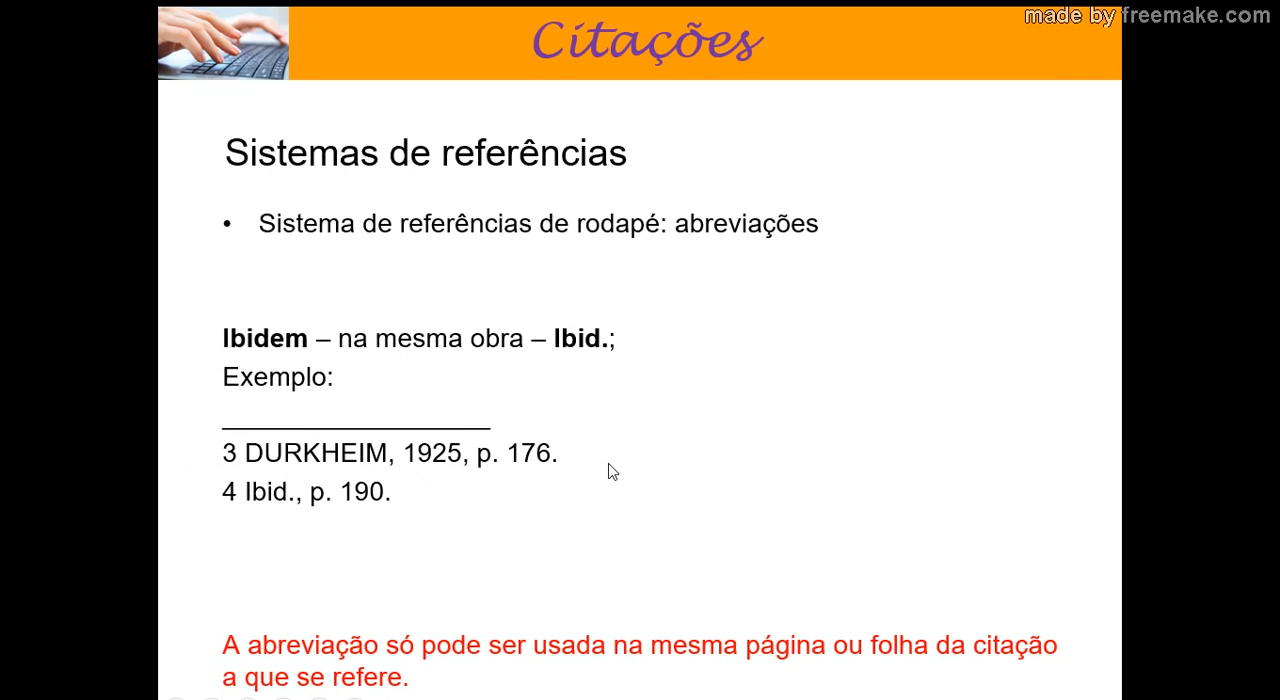 made by freemake.com
Citações
Sistemas de referências
• Sistema de referências de rodapé: abreviações
Ibidem – na mesma obra – Ibid.;
Exemplo:
___________________
3 DURKHEIM, 1925, p. 176.
4 Ibid., p. 190.
A abreviação só pode ser usada na mesma página ou folha da citação
a que se refere.